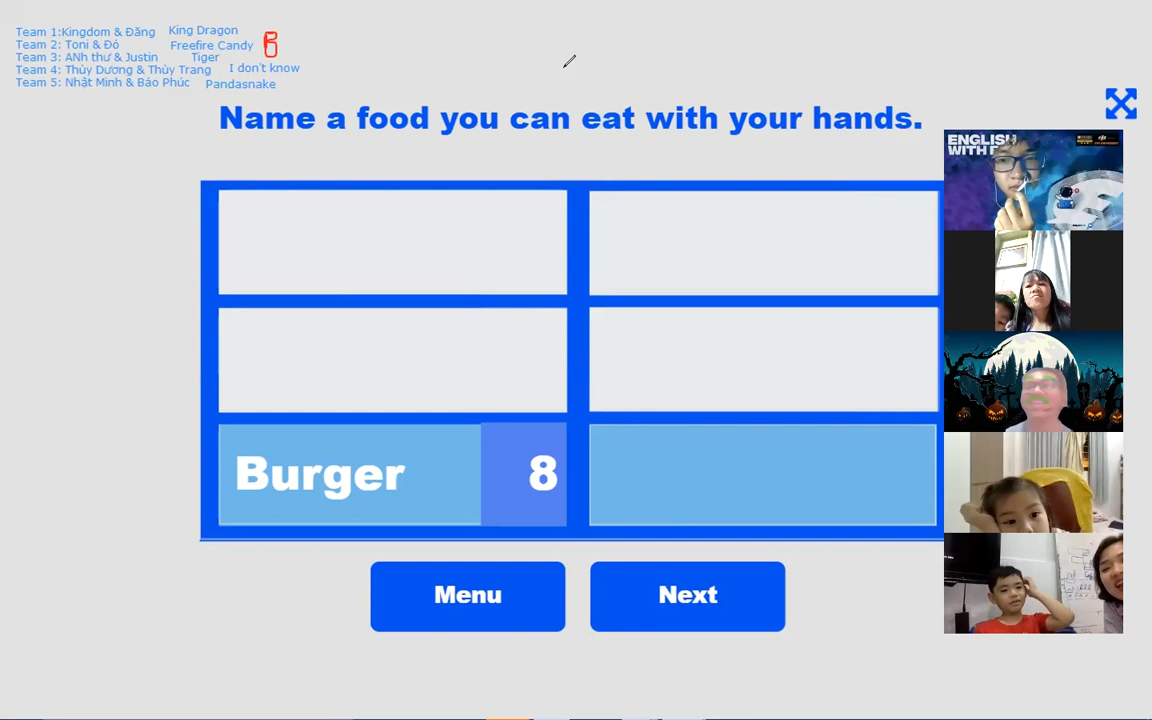 Team 1:Kingdom & Đăng King Dragon
Team 2: Toni & Đó Freefire Candy 8
Team 3: ANh thư & Justin Tiger
Team 4: Thùy Dương & Thùy Trang I don't know
Team 5: Nhật Minh & Bảo Phúc Pandasnake
Name a food you can eat with your hands.
ENGLISH
WITH
Burger 8
Menu Next